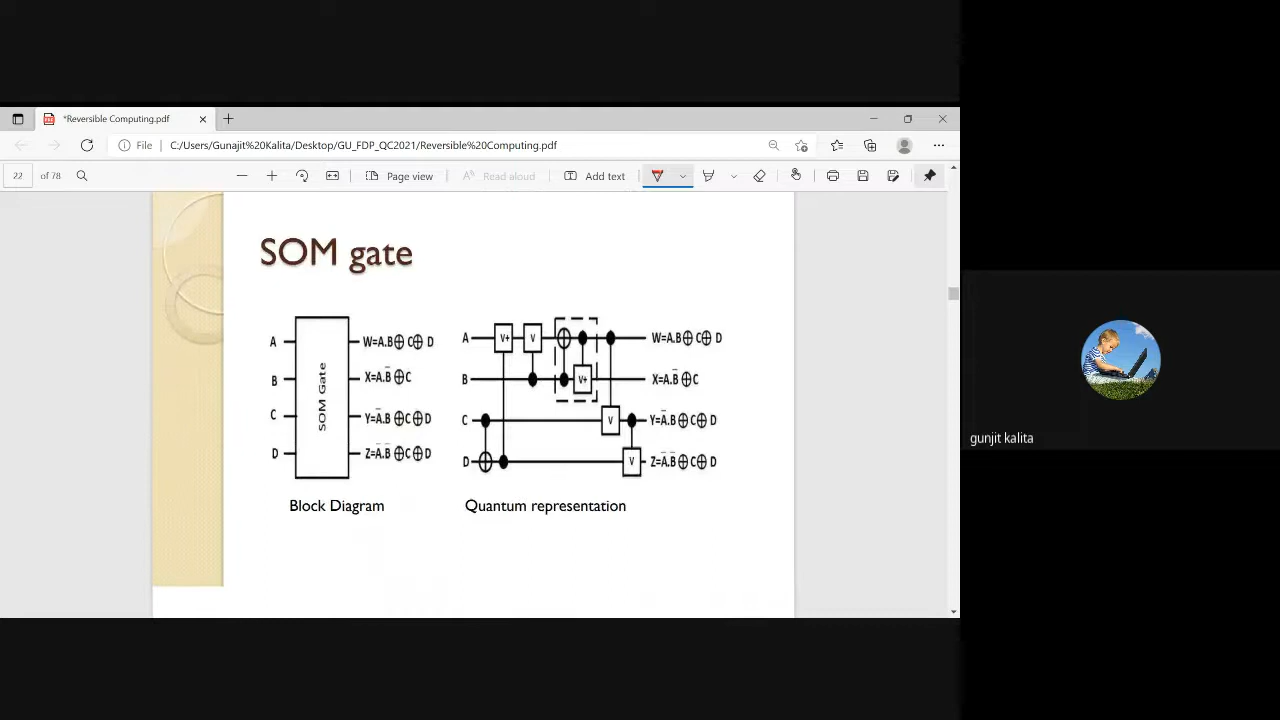 *Reversible Computing.pdf
File | C:/Users/Gunajit%20Kalita/Desktop/GU_FDP_QC2021/Reversible%20Computing.pdf
22 of 78 Page view Read aloud Add text
SOM gate
A W=A.B⊕C⊕D
B X=A.B̅⊕C
C Y=A̅.B⊕C⊕D
D Z=A̅.B̅⊕C⊕D
SOM Gate
Block Diagram
A V+ V W=A.B⊕C⊕D
B V+ X=A.B̅⊕C
C V Y=A̅.B⊕C⊕D
D V Z=A̅.B̅⊕C⊕D
Quantum representation
gunjit kalita